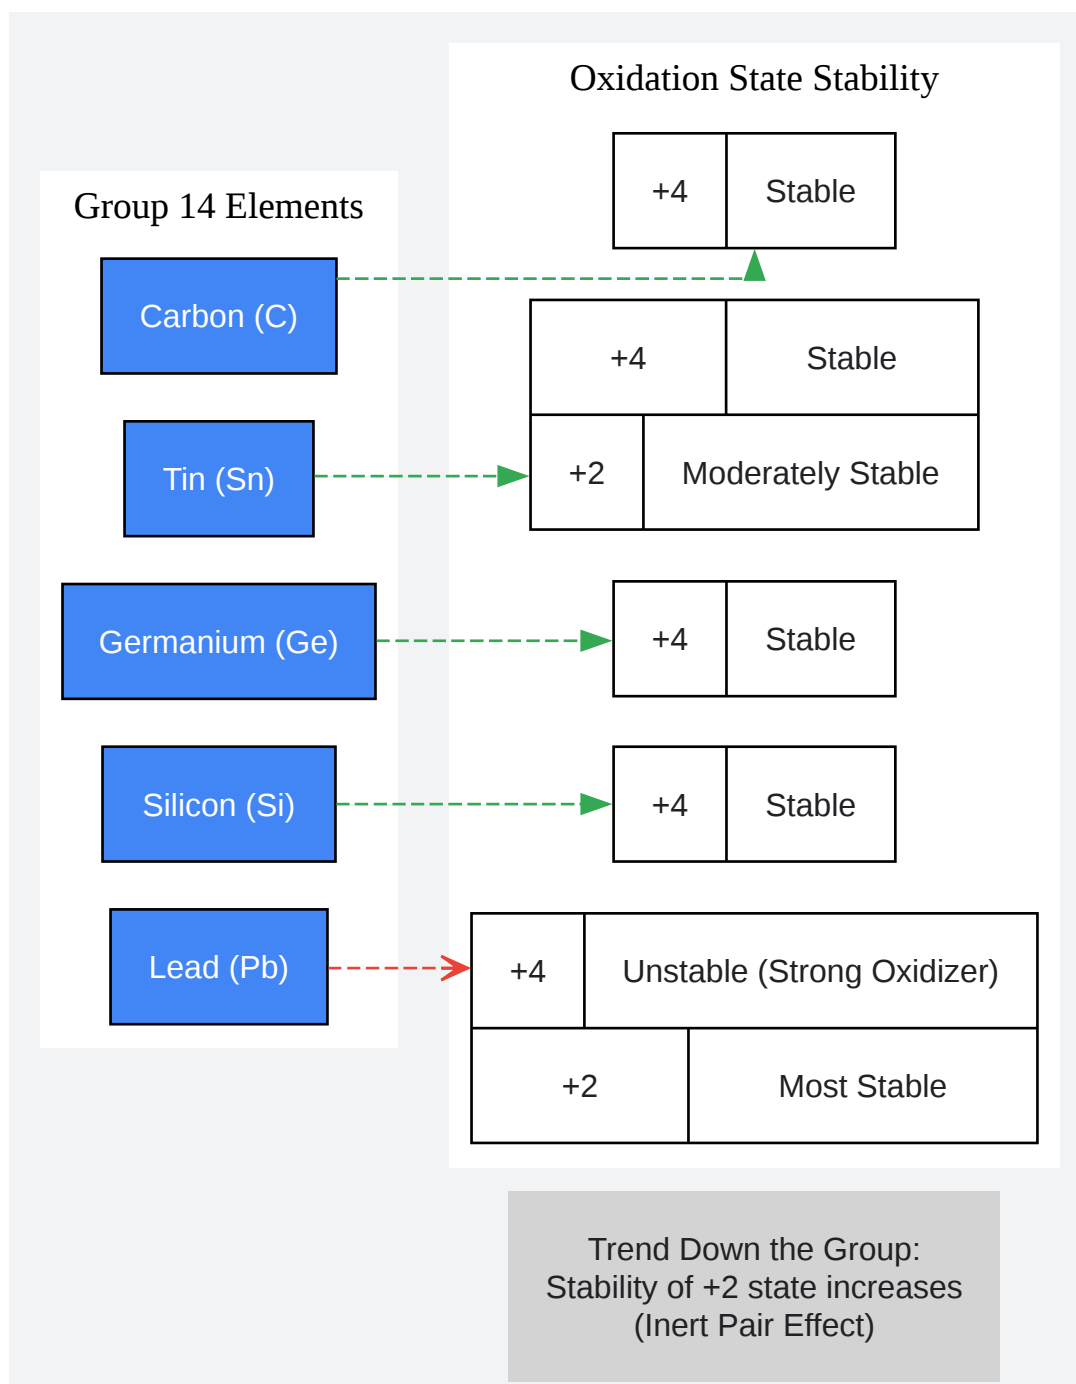 Group 14 Elements
Carbon (C)
Tin (Sn)
Germanium (Ge)
Silicon (Si)
Lead (Pb)
Oxidation State Stability
+4 Stable
+4 Stable
+2 Moderately Stable
+4 Stable
+4 Stable
+4 Unstable (Strong Oxidizer)
+2 Most Stable
Trend Down the Group:
Stability of +2 state increases
(Inert Pair Effect)